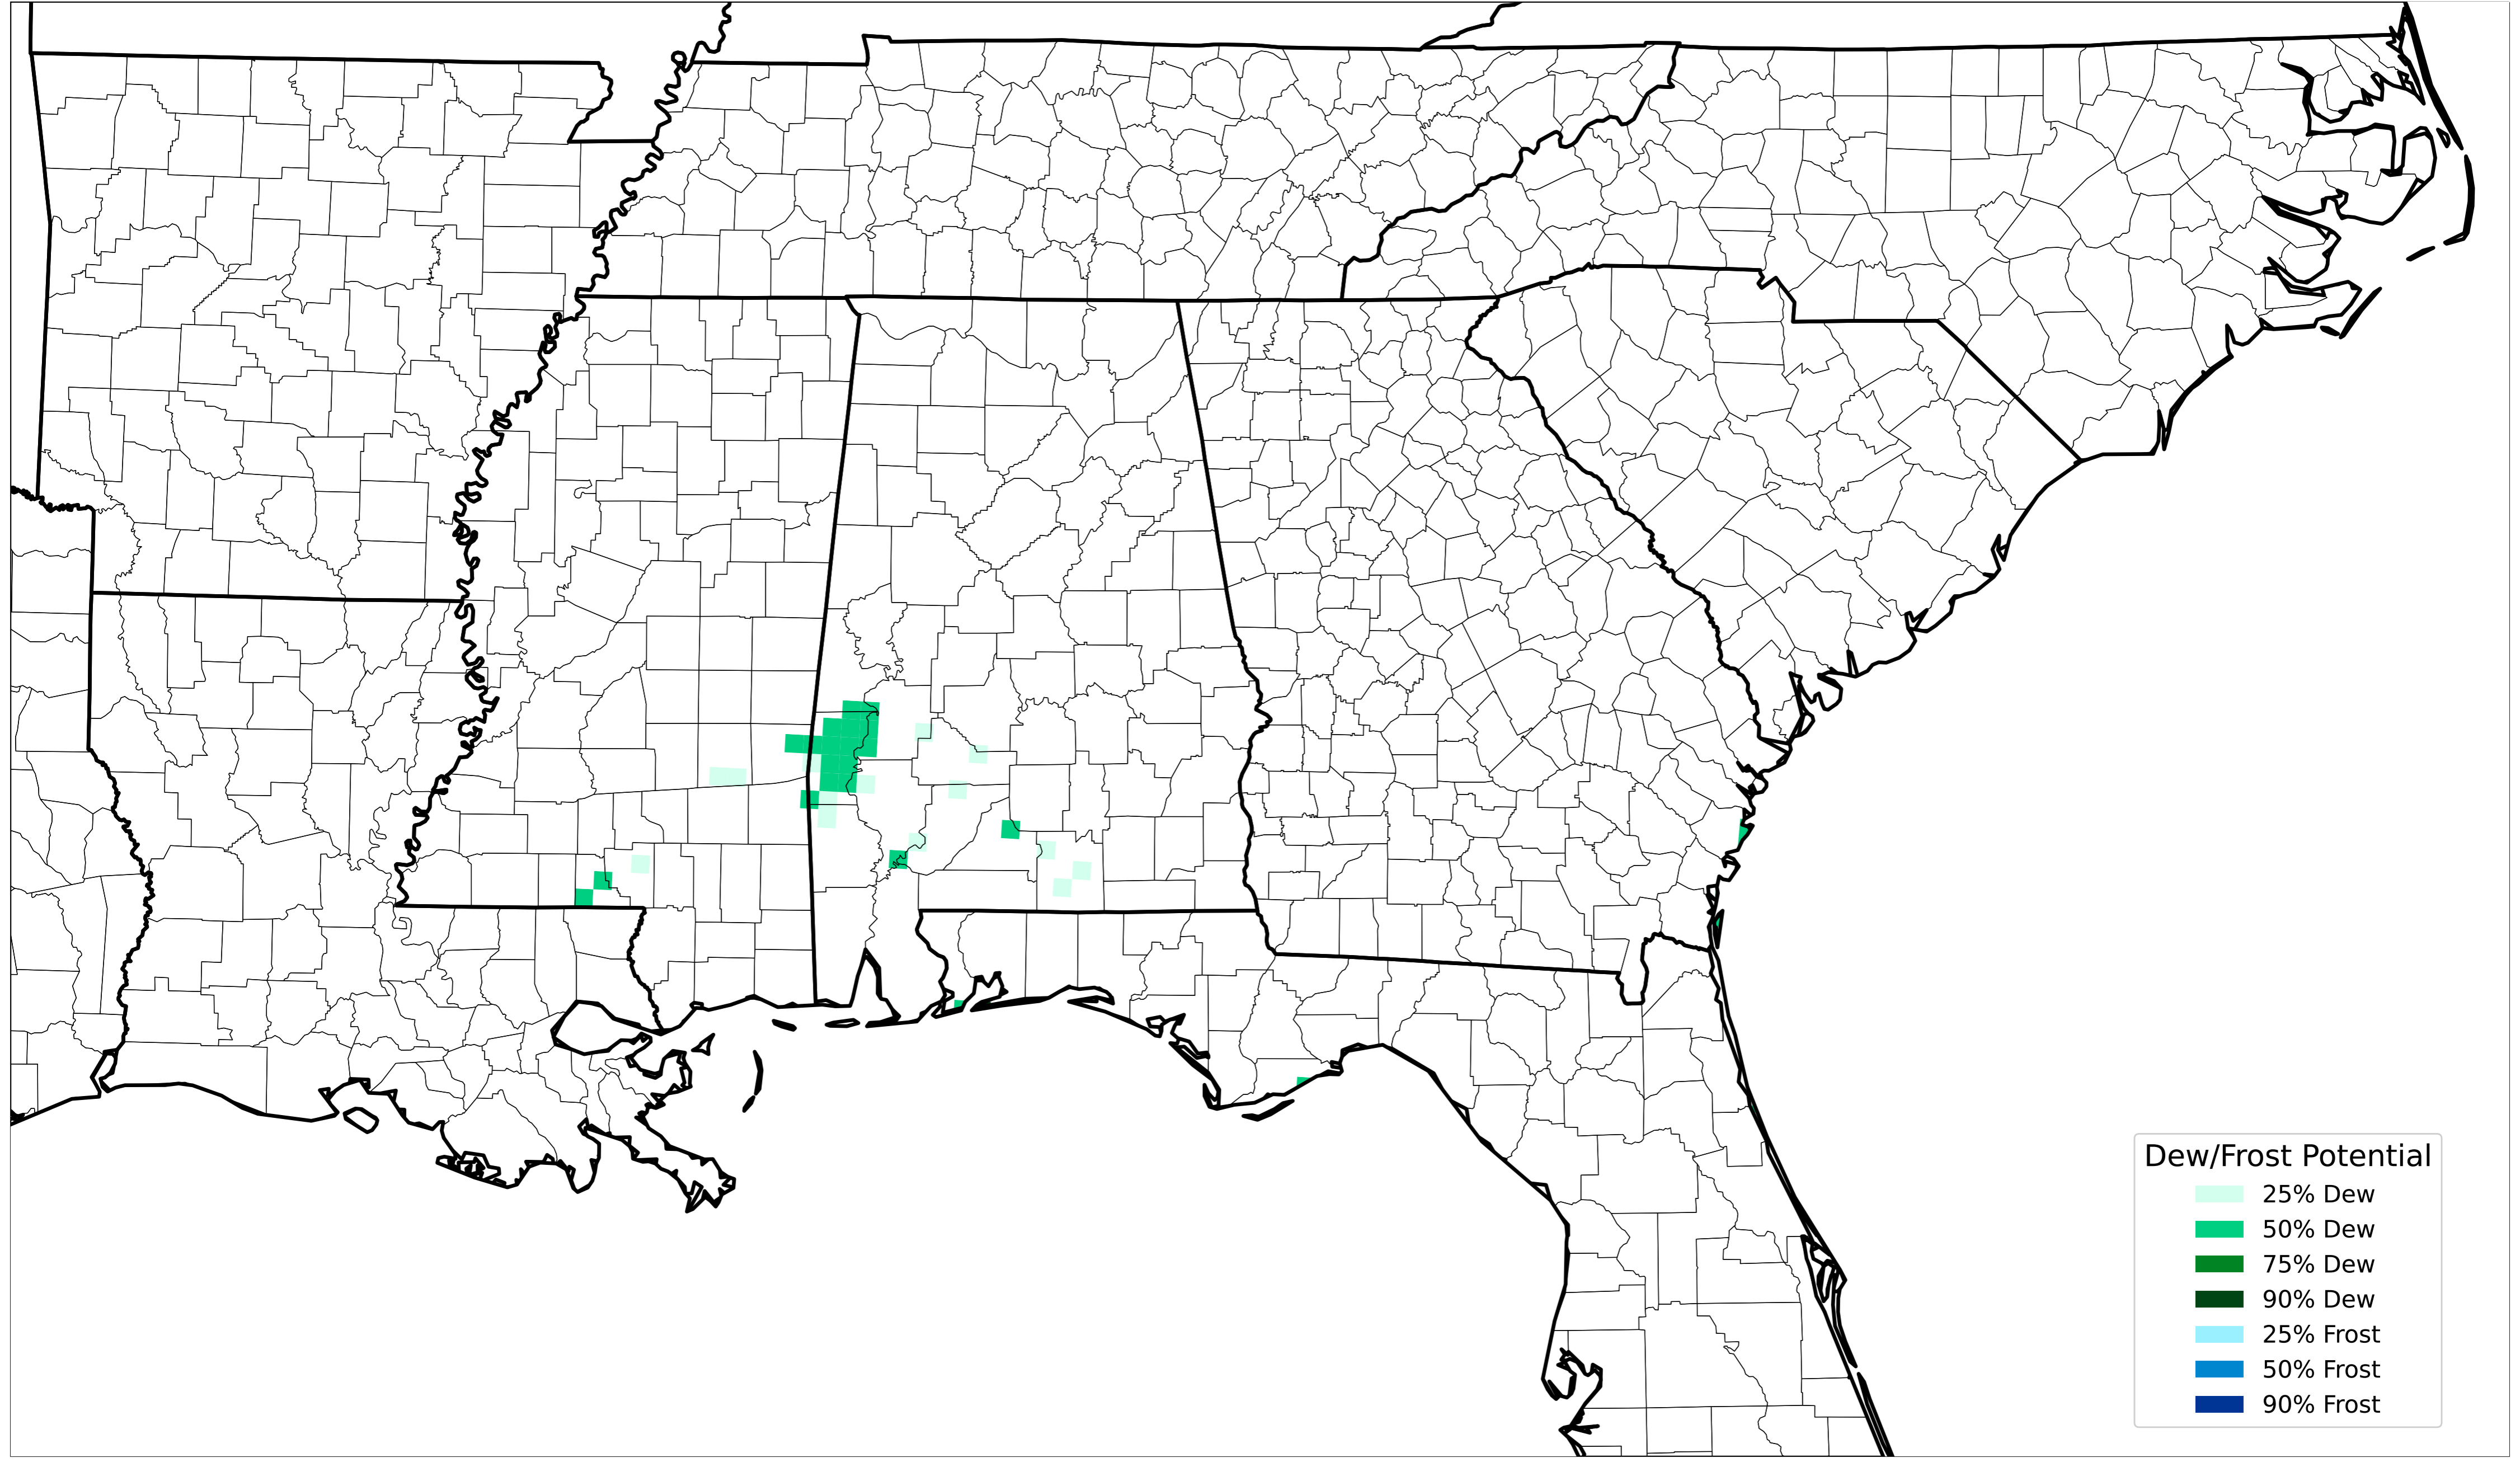 Dew/Frost Potential
25% Dew
50% Dew
75% Dew
90% Dew
25% Frost
50% Frost
90% Frost